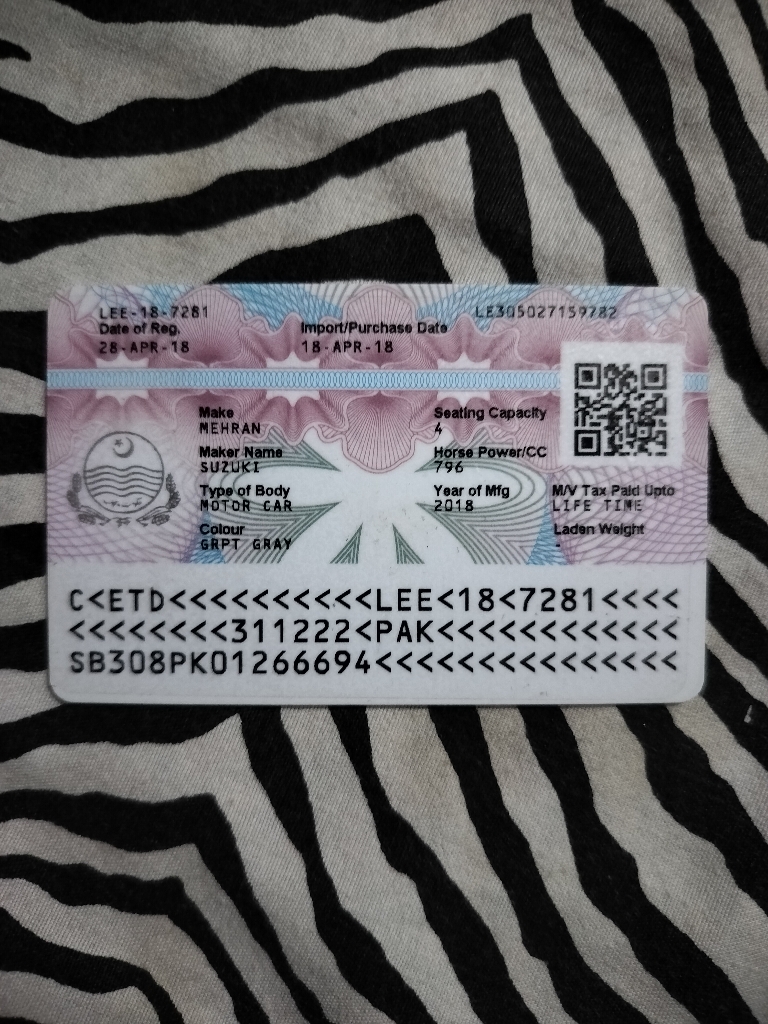 LEE-18-7281 LE305027159782
Date of Reg. Import/Purchase Date
28-APR-18 18-APR-18
Make Seating Capacity
MEHRAN 4
Maker Name Horse Power/CC
SUZUKI 796
Type of Body Year of Mfg M/V Tax Paid Upto
MOTOR CAR 2018 LIFE TIME
Colour Laden Weight
GRPT GRAY -
C<ETD<<<<<<<<<<<LEE<18<7281<<<<
<<<<<<<<311222<PAK<<<<<<<<<<<<
SB308PK01266694<<<<<<<<<<<<<<<